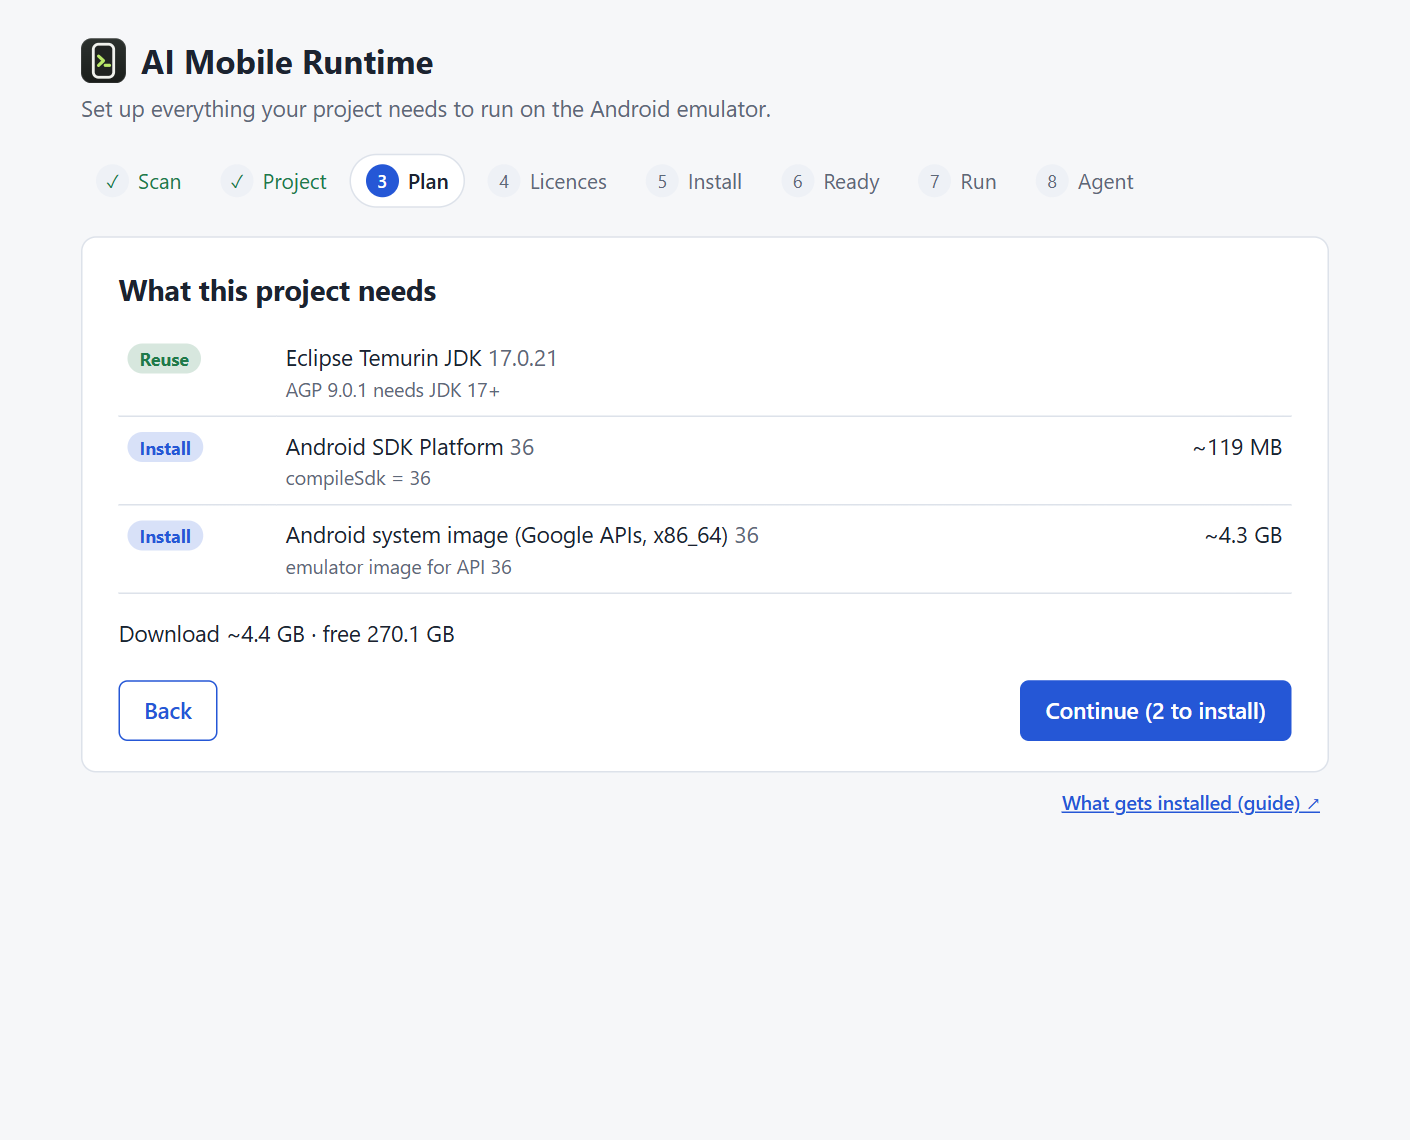 AI Mobile Runtime
Set up everything your project needs to run on the Android emulator.
✓ Scan ✓ Project 3 Plan 4 Licences 5 Install 6 Ready 7 Run 8 Agent
What this project needs
Reuse Eclipse Temurin JDK 17.0.21
AGP 9.0.1 needs JDK 17+
Install Android SDK Platform 36 ~119 MB
compileSdk = 36
Install Android system image (Google APIs, x86_64) 36 ~4.3 GB
emulator image for API 36
Download ~4.4 GB · free 270.1 GB
Back Continue (2 to install)
What gets installed (guide) ↗